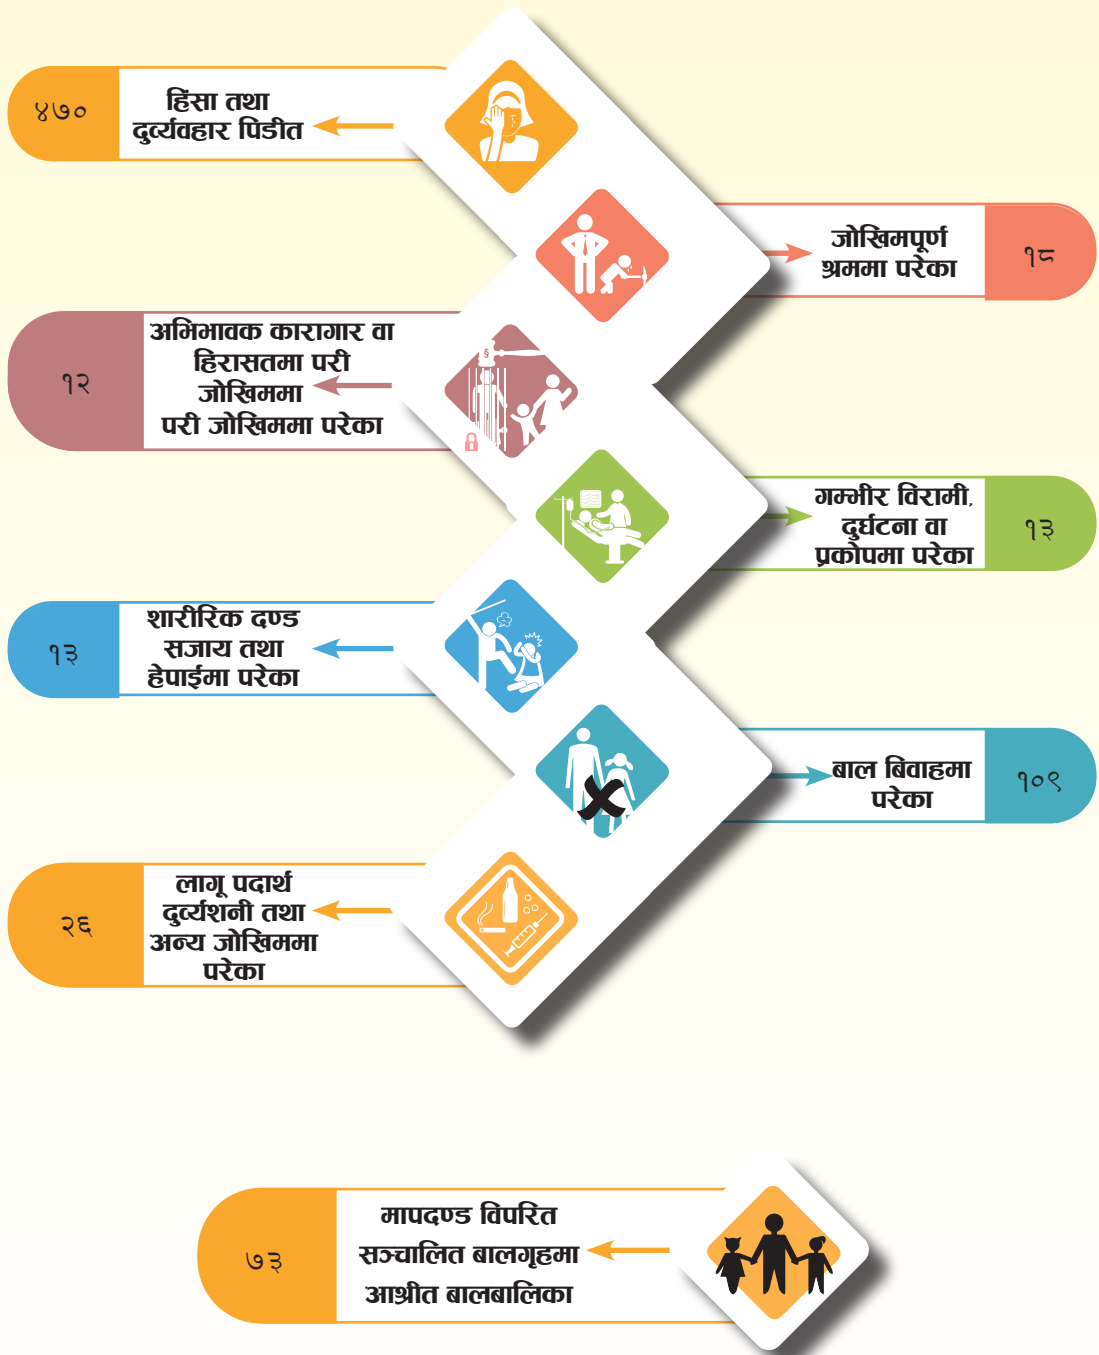 ४७०
हिंसा तथा
दुर्व्यवहार पिडीत
जोखिमपूर्ण
श्रममा परेका
१८
१२
अभिभावक कारागार वा
हिरासतमा परी
जोखिममा
परी जोखिममा परेका
गम्भीर विरामी,
दुर्घटना वा
प्रकोपमा परेका
१३
१३
शारीरिक दण्ड
सजाय तथा
हेपाईमा परेका
बाल बिवाहमा
परेका
१०९
२६
लागू पदार्थ
दुर्व्यशनी तथा
अन्य जोखिममा
परेका
७३
मापदण्ड विपरित
सञ्चालित बालगृहमा
आश्रीत बालबालिका